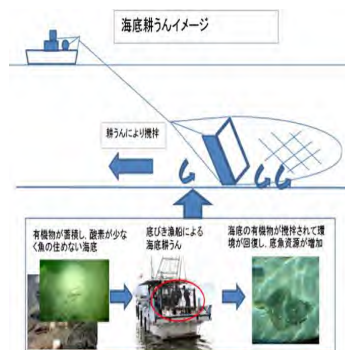 海底耕うんイメージ
耕うんにより攪拌
有機物が蓄積し、酸素が少な
く魚の住めない海底
底びき漁船による
海底耕うん
海底の有機物が攪拌されて環
境が回復し、底魚資源が増加